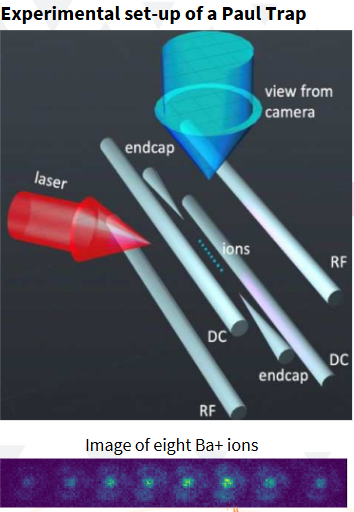 Experimental set-up of a Paul Trap
view from
camera
endcap
laser
ions
RF
DC
DC
endcap
RF
Image of eight Ba+ ions